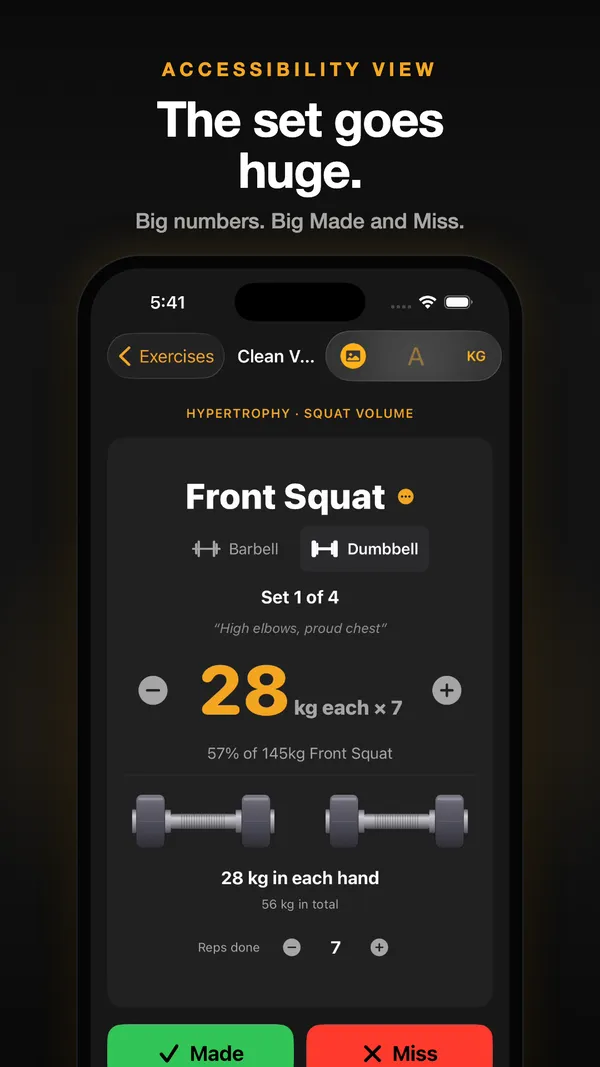 ACCESSIBILITY VIEW
The set goes
huge.
Big numbers. Big Made and Miss.
5:41
Exercises
Clean V...
A
KG
HYPERTROPHY · SQUAT VOLUME
Front Squat
Barbell
Dumbbell
Set 1 of 4
“High elbows, proud chest”
28 kg each × 7
57% of 145kg Front Squat
28 kg in each hand
56 kg in total
Reps done
7
Made
Miss